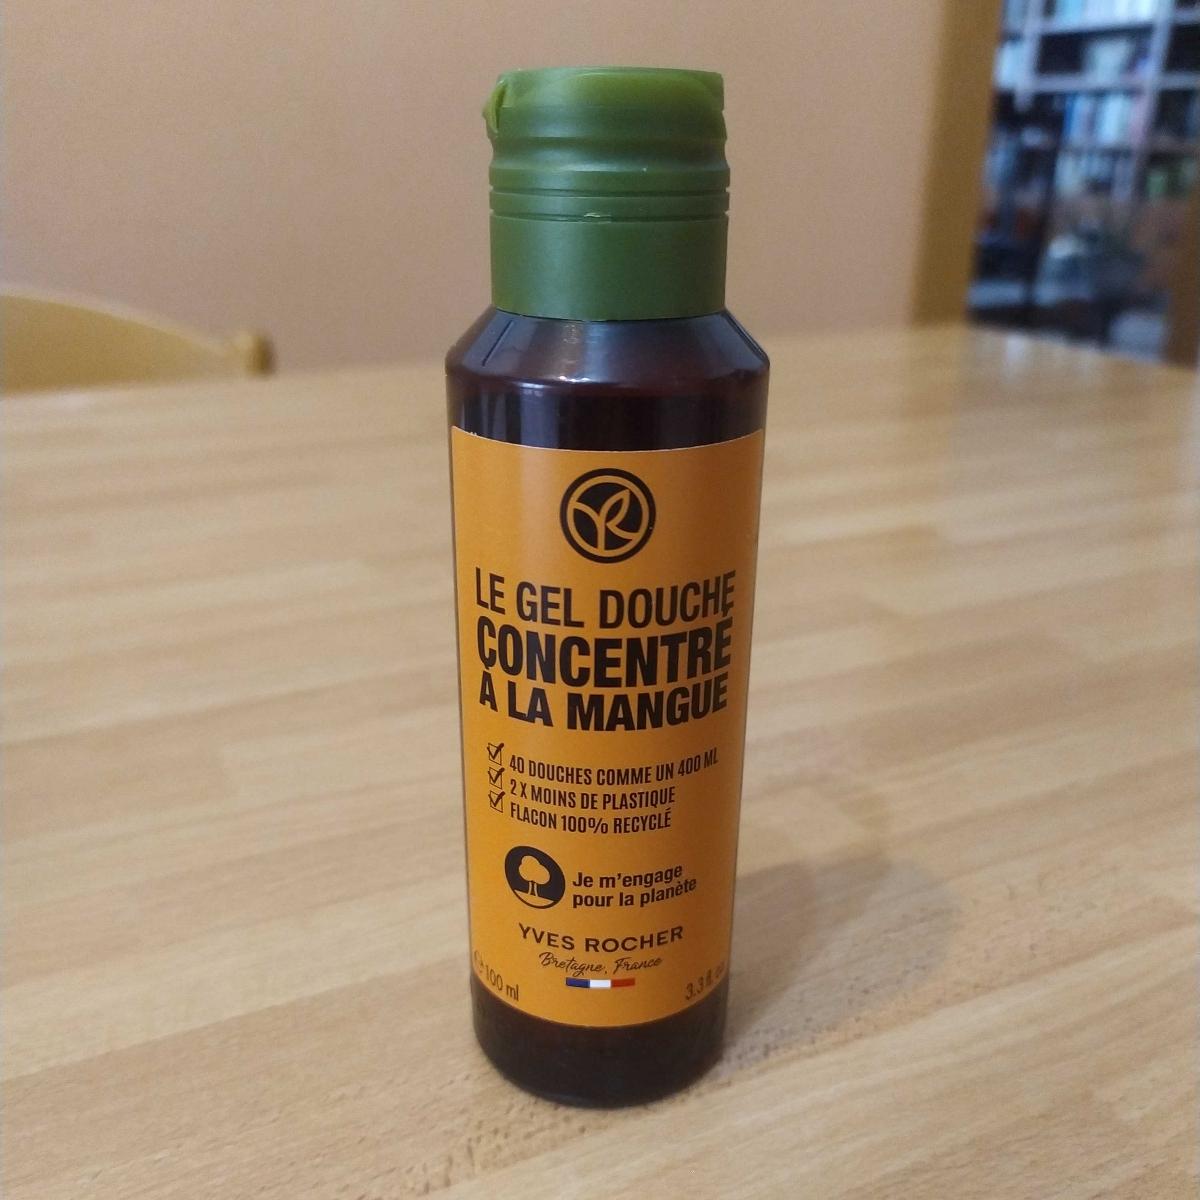 LE GEL DOUCHE
CONCENTRÉ
À LA MANGUE
40 DOUCHES COMME UN 400 ML
2 X MOINS DE PLASTIQUE
FLACON 100% RECYCLÉ
Je m'engage
pour la planète
YVES ROCHER
Bretagne, France
℮ 100 ml
3.3 fl. oz